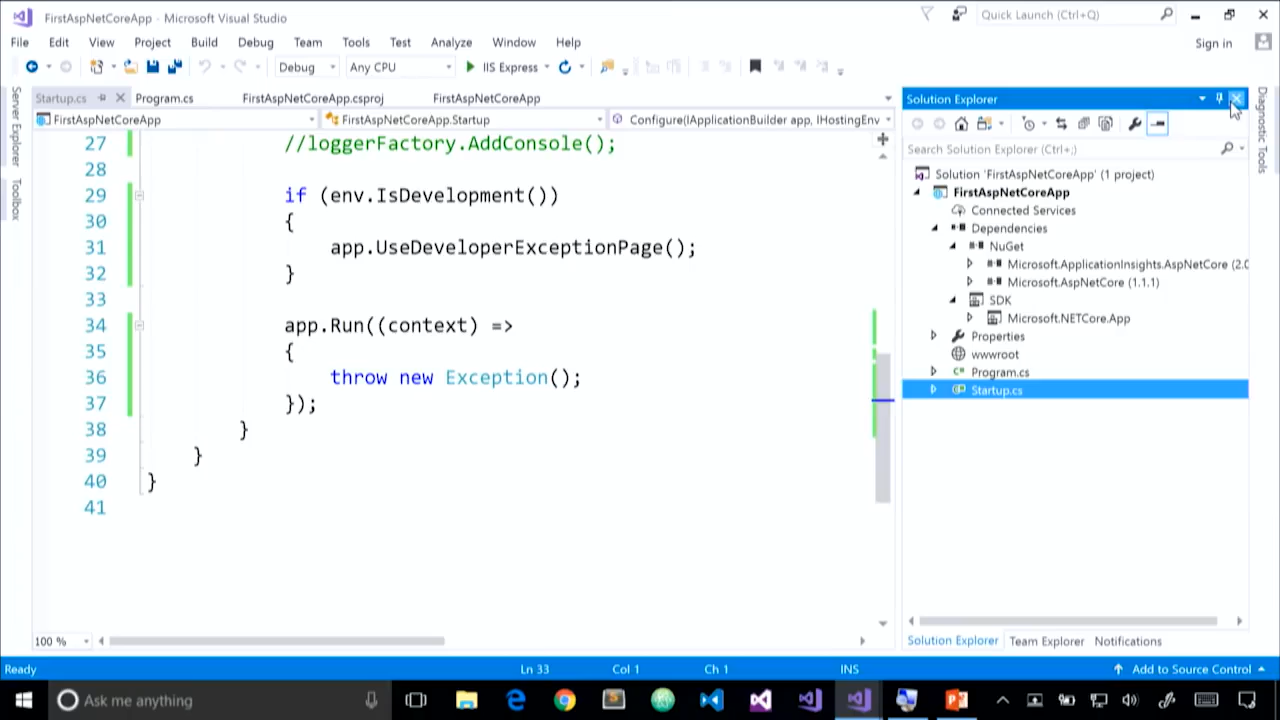 FirstAspNetCoreApp - Microsoft Visual Studio
Quick Launch (Ctrl+Q)
File Edit View Project Build Debug Team Tools Test Analyze Window Help
Sign in
Debug Any CPU IIS Express
Server Explorer
Toolbox
Startup.cs Program.cs FirstAspNetCoreApp.csproj FirstAspNetCoreApp
FirstAspNetCoreApp FirstAspNetCoreApp.Startup Configure(IApplicationBuilder app, IHostingEnv
27 //loggerFactory.AddConsole();
28
29 if (env.IsDevelopment())
30 {
31 app.UseDeveloperExceptionPage();
32 }
33
34 app.Run((context) =>
35 {
36 throw new Exception();
37 });
38 }
39 }
40 }
41
100 %
Solution Explorer
Search Solution Explorer (Ctrl+;)
Solution 'FirstAspNetCoreApp' (1 project)
FirstAspNetCoreApp
Connected Services
Dependencies
NuGet
Microsoft.ApplicationInsights.AspNetCore (2.0
Microsoft.AspNetCore (1.1.1)
SDK
Microsoft.NETCore.App
Properties
wwwroot
C# Program.cs
Startup.cs
Solution Explorer Team Explorer Notifications
Diagnostic Tools
Ready Ln 33 Col 1 Ch 1 INS Add to Source Control
Ask me anything